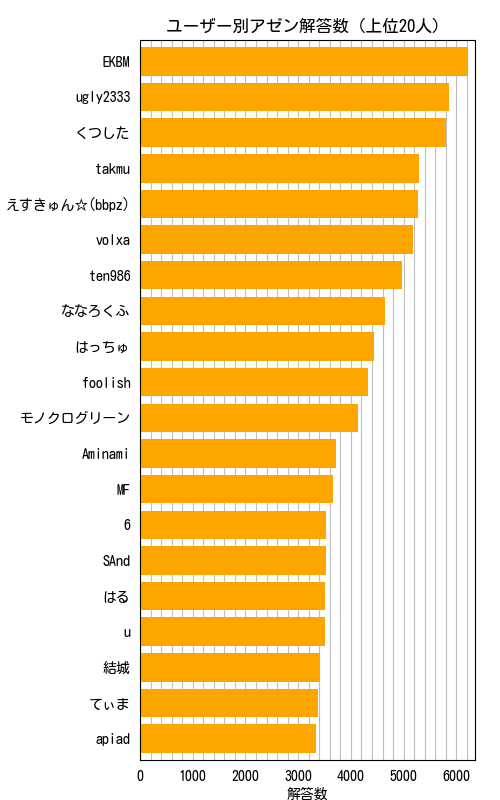 ユーザー別アゼン解答数 (上位20人)
EKBM
ugly2333
くつした
takmu
えすきゅん☆(bbpz)
volxa
ten986
ななろくふ
はっちゅ
foolish
モノクログリーン
Aminami
MF
6
SAnd
はる
u
結城
てぃま
apiad
0 1000 2000 3000 4000 5000 6000
解答数